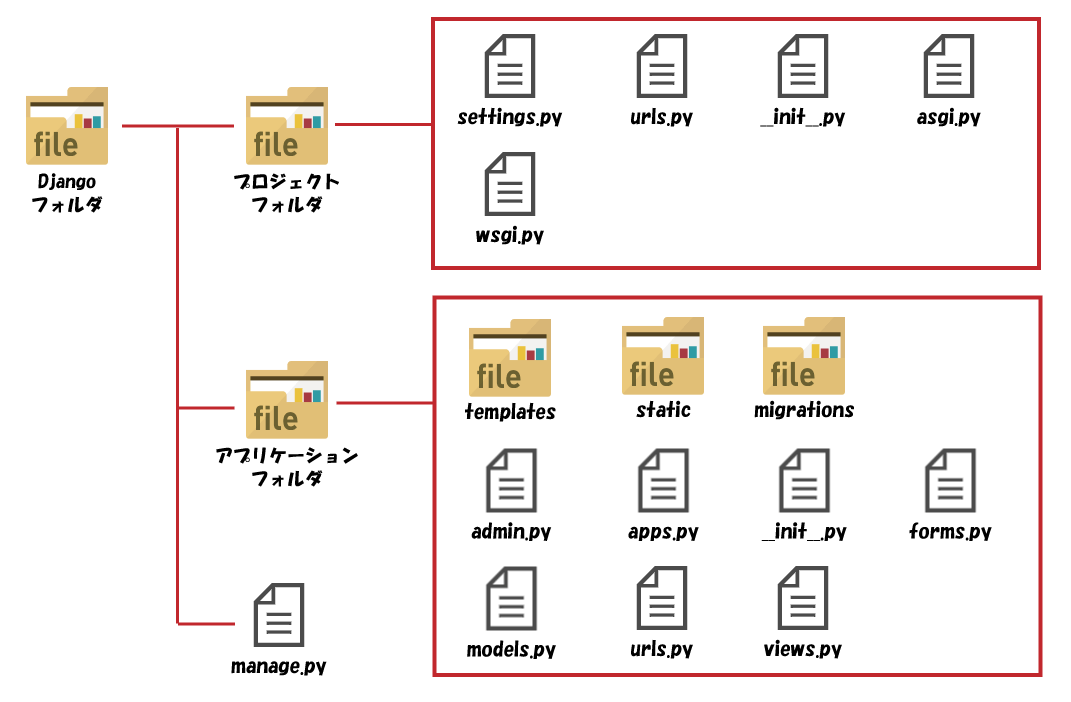 settings.py
urls.py
__init__.py
asgi.py
file
Django
フォルダ
file
プロジェクト
フォルダ
wsgi.py
file
templates
file
static
file
migrations
file
アプリケーション
フォルダ
admin.py
apps.py
__init__.py
forms.py
models.py
urls.py
views.py
manage.py